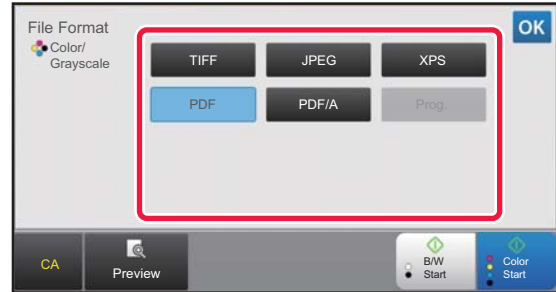 File Format
OK
Color/
Grayscale
TIFF
JPEG
XPS
PDF
PDF/A
Prog.
CA
Preview
B/W
Start
Color
Start